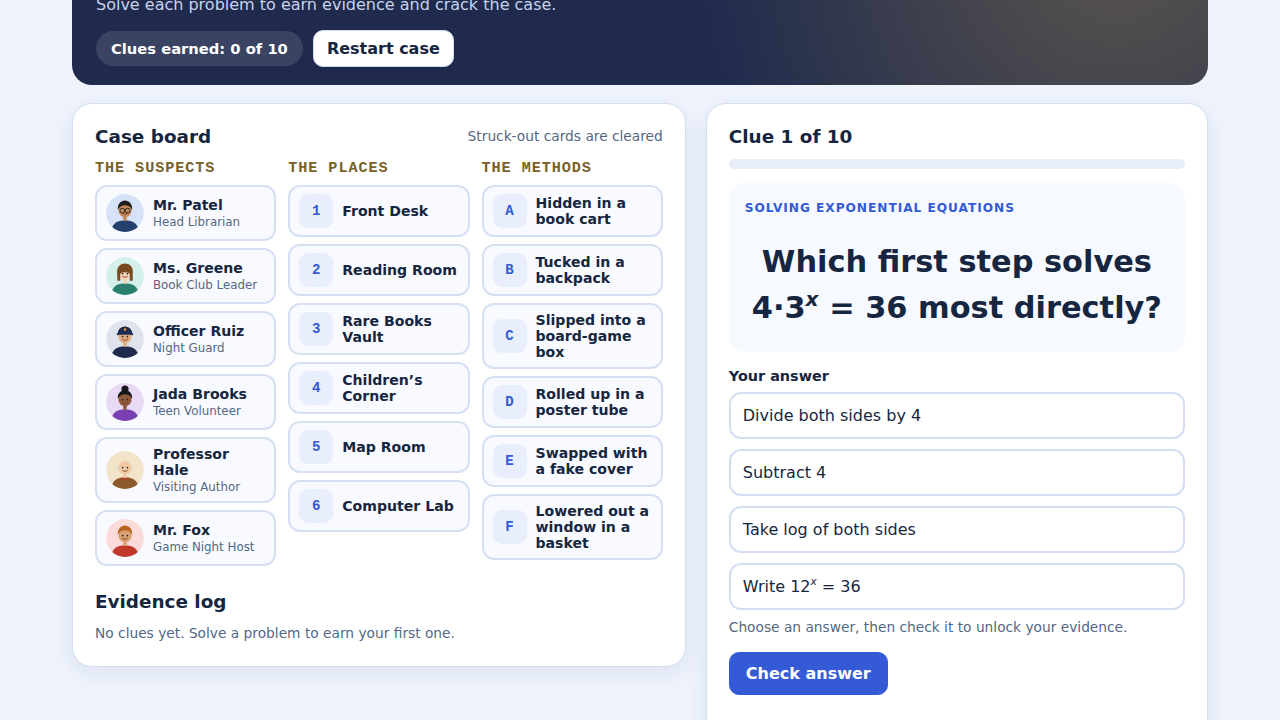 Solve each problem to earn evidence and crack the case.
Clues earned: 0 of 10
Restart case
Case board
Struck-out cards are cleared
THE SUSPECTS
Mr. Patel
Head Librarian
Ms. Greene
Book Club Leader
Officer Ruiz
Night Guard
Jada Brooks
Teen Volunteer
Professor
Hale
Visiting Author
Mr. Fox
Game Night Host
THE PLACES
1 Front Desk
2 Reading Room
3 Rare Books
Vault
4 Children’s
Corner
5 Map Room
6 Computer Lab
THE METHODS
A Hidden in a
book cart
B Tucked in a
backpack
C Slipped into a
board-game
box
D Rolled up in a
poster tube
E Swapped with
a fake cover
F Lowered out a
window in a
basket
Evidence log
No clues yet. Solve a problem to earn your first one.
Clue 1 of 10
SOLVING EXPONENTIAL EQUATIONS
Which first step solves
4·3ˣ = 36 most directly?
Your answer
Divide both sides by 4
Subtract 4
Take log of both sides
Write 12ˣ = 36
Choose an answer, then check it to unlock your evidence.
Check answer